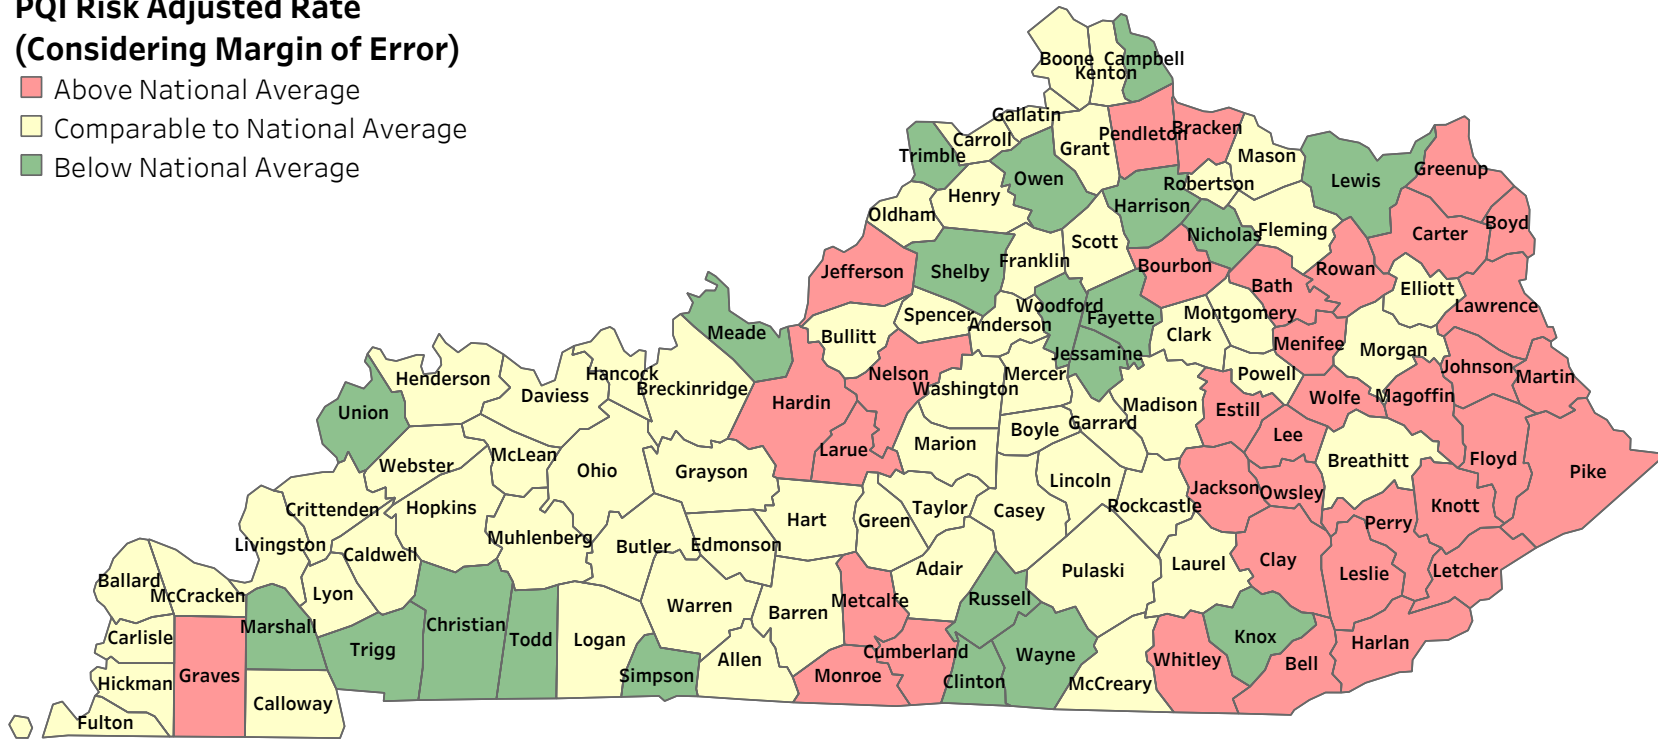 PQI Risk Adjusted Rate
(Considering Margin of Error)
Above National Average
Comparable to National Average
Below National Average
Boone
Campbell
Kenton
Gallatin
Carroll
Pendleton
Bracken
Grant
Trimble
Mason
Owen
Robertson
Lewis
Greenup
Henry
Harrison
Oldham
Nicholas
Fleming
Boyd
Carter
Scott
Franklin
Jefferson
Shelby
Bourbon
Rowan
Bath
Elliott
Woodford
Lawrence
Spencer
Anderson
Fayette
Montgomery
Meade
Bullitt
Clark
Menifee
Morgan
Jessamine
Johnson
Martin
Hancock
Henderson
Nelson
Mercer
Powell
Breckinridge
Washington
Daviess
Hardin
Wolfe
Magoffin
Union
Madison
Estill
Garrard
Boyle
Lee
Marion
Larue
McLean
Webster
Ohio
Grayson
Breathitt
Floyd
Pike
Lincoln
Jackson
Owsley
Crittenden
Hopkins
Taylor
Rockcastle
Knott
Hart
Green
Casey
Perry
Livingston
Muhlenberg
Butler
Edmonson
Caldwell
Clay
Laurel
Adair
Pulaski
Leslie
Letcher
Ballard
McCracken
Lyon
Metcalfe
Russell
Warren
Barren
Marshall
Christian
Carlisle
Todd
Logan
Knox
Harlan
Trigg
Cumberland
Wayne
Allen
Whitley
Bell
Graves
Simpson
Monroe
Clinton
McCreary
Hickman
Calloway
Fulton